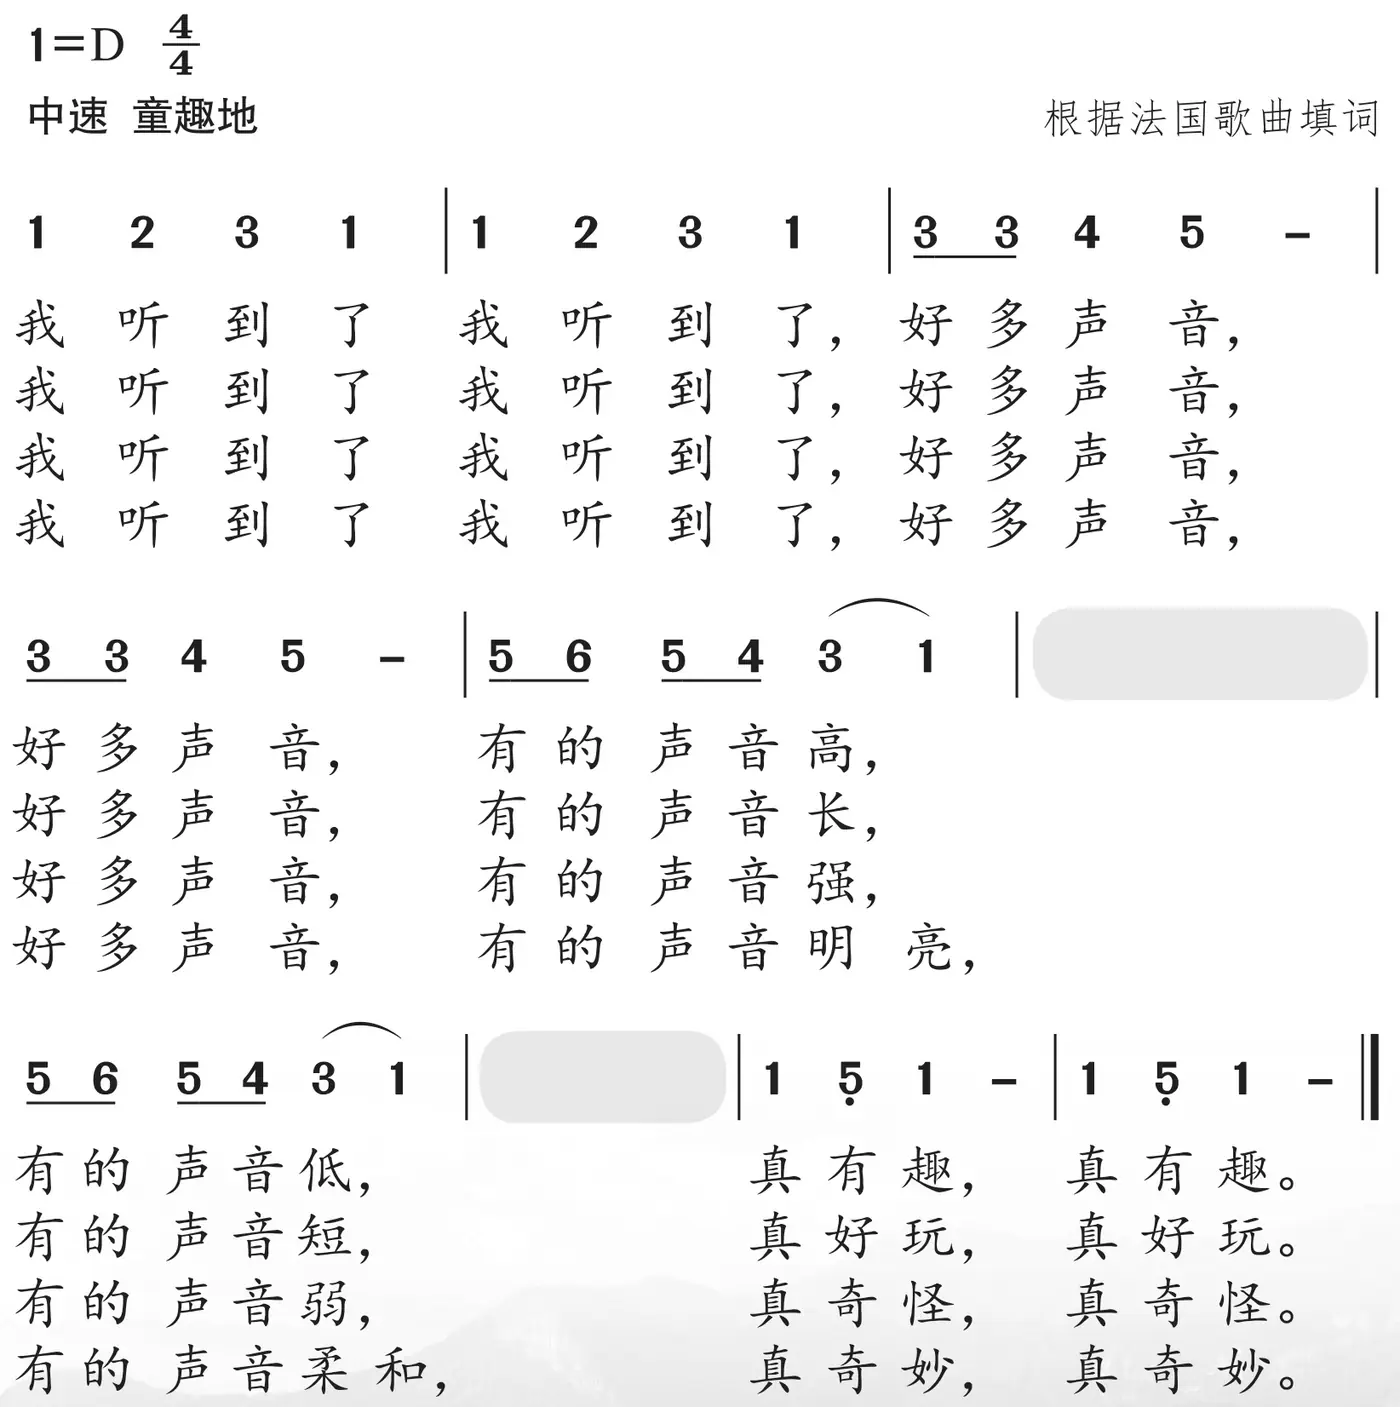 1=D 4/4
中速 童趣地 根据法国歌曲填词
1 2 3 1 | 1 2 3 1 | 3 3 4 5 – |
我 听 到 了 我 听 到 了, 好 多 声 音,
我 听 到 了 我 听 到 了, 好 多 声 音,
我 听 到 了 我 听 到 了, 好 多 声 音,
我 听 到 了 我 听 到 了, 好 多 声 音,
3 3 4 5 – | 5 6 5 4 3 1 | |
好 多 声 音, 有 的 声 音 高,
好 多 声 音, 有 的 声 音 长,
好 多 声 音, 有 的 声 音 强,
好 多 声 音, 有 的 声 音 明 亮,
5 6 5 4 3 1 | | 1 5̣ 1 – | 1 5̣ 1 – ‖
有 的 声 音 低, 真 有 趣, 真 有 趣。
有 的 声 音 短, 真 好 玩, 真 好 玩。
有 的 声 音 弱, 真 奇 怪, 真 奇 怪。
有 的 声 音 柔 和, 真 奇 妙, 真 奇 妙。